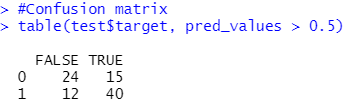 > #Confusion matrix
> table(test$target, pred_values > 0.5)
FALSE TRUE
0 24 15
1 12 40